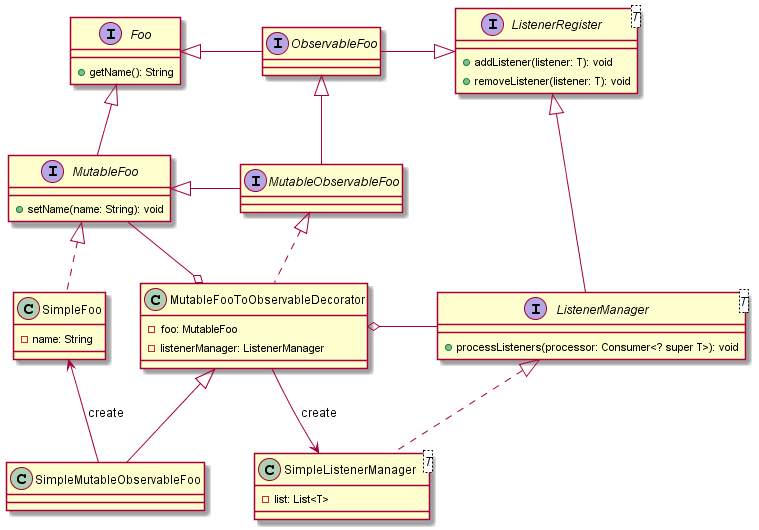 I Foo
getName(): String
I ObservableFoo
I ListenerRegister T
addListener(listener: T): void
removeListener(listener: T): void
I MutableFoo
setName(name: String): void
I MutableObservableFoo
C SimpleFoo
name: String
C MutableFooToObservableDecorator
foo: MutableFoo
listenerManager: ListenerManager
I ListenerManager T
processListeners(processor: Consumer<? super T>): void
create
create
C SimpleMutableObservableFoo
C SimpleListenerManager T
list: List<T>